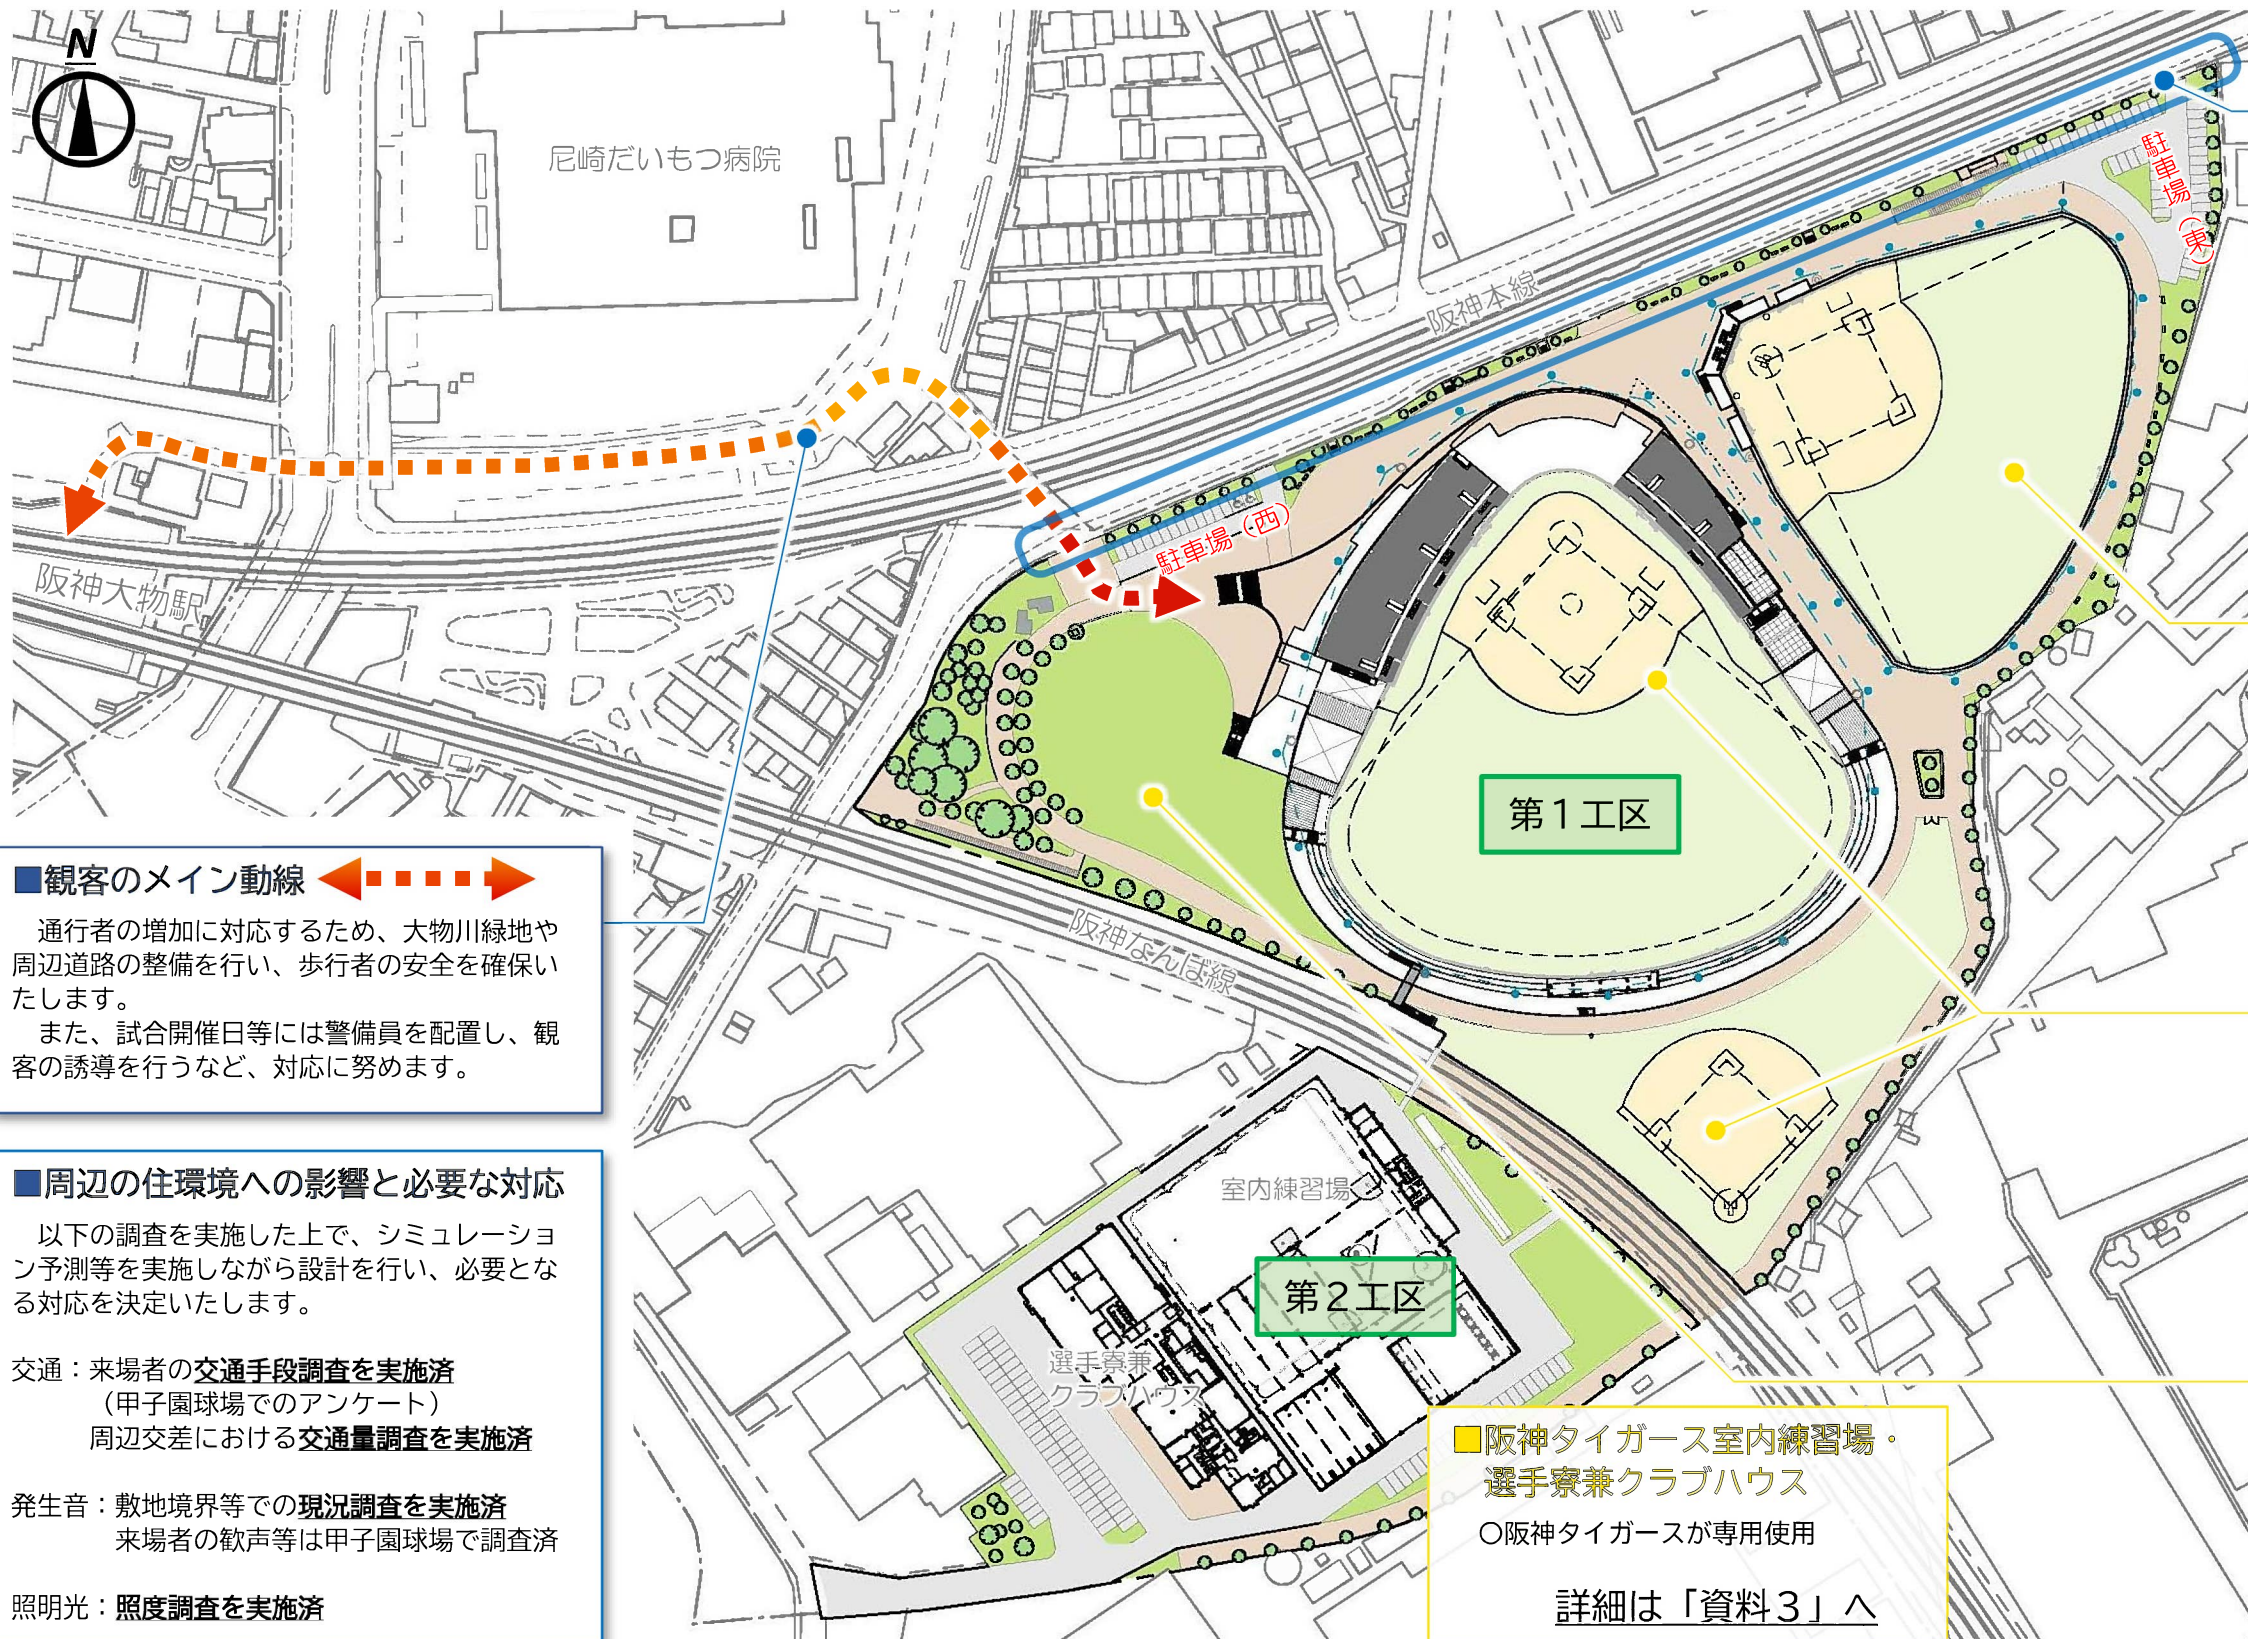 N
尼崎だいもつ病院
駐車場（東）
阪神本線
駐車場（西）
阪神大物駅
第１工区
■観客のメイン動線
通行者の増加に対応するため、大物川緑地や
周辺道路の整備を行い、歩行者の安全を確保い
たします。
また、試合開催日等には警備員を配置し、観
客の誘導を行うなど、対応に努めます。
阪神なんば線
■周辺の住環境への影響と必要な対応
以下の調査を実施した上で、シミュレーショ
ン予測等を実施しながら設計を行い、必要とな
る対応を決定いたします。
交通：来場者の交通手段調査を実施済
（甲子園球場でのアンケート）
周辺交差における交通量調査を実施済
発生音：敷地境界等での現況調査を実施済
来場者の歓声等は甲子園球場で調査済
照明光：照度調査を実施済
室内練習場
第２工区
選手寮兼
クラブハウス
■阪神タイガース室内練習場・
選手寮兼クラブハウス
〇阪神タイガースが専用使用
詳細は「資料３」へ